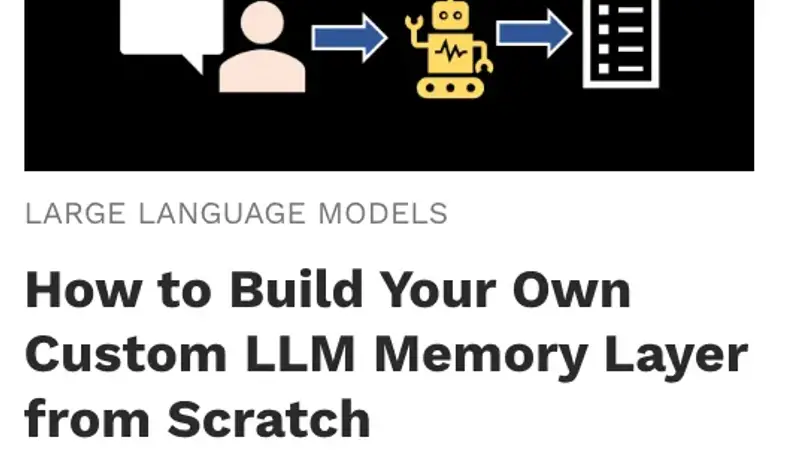 LARGE LANGUAGE MODELS
How to Build Your Own
Custom LLM Memory Layer
from Scratch